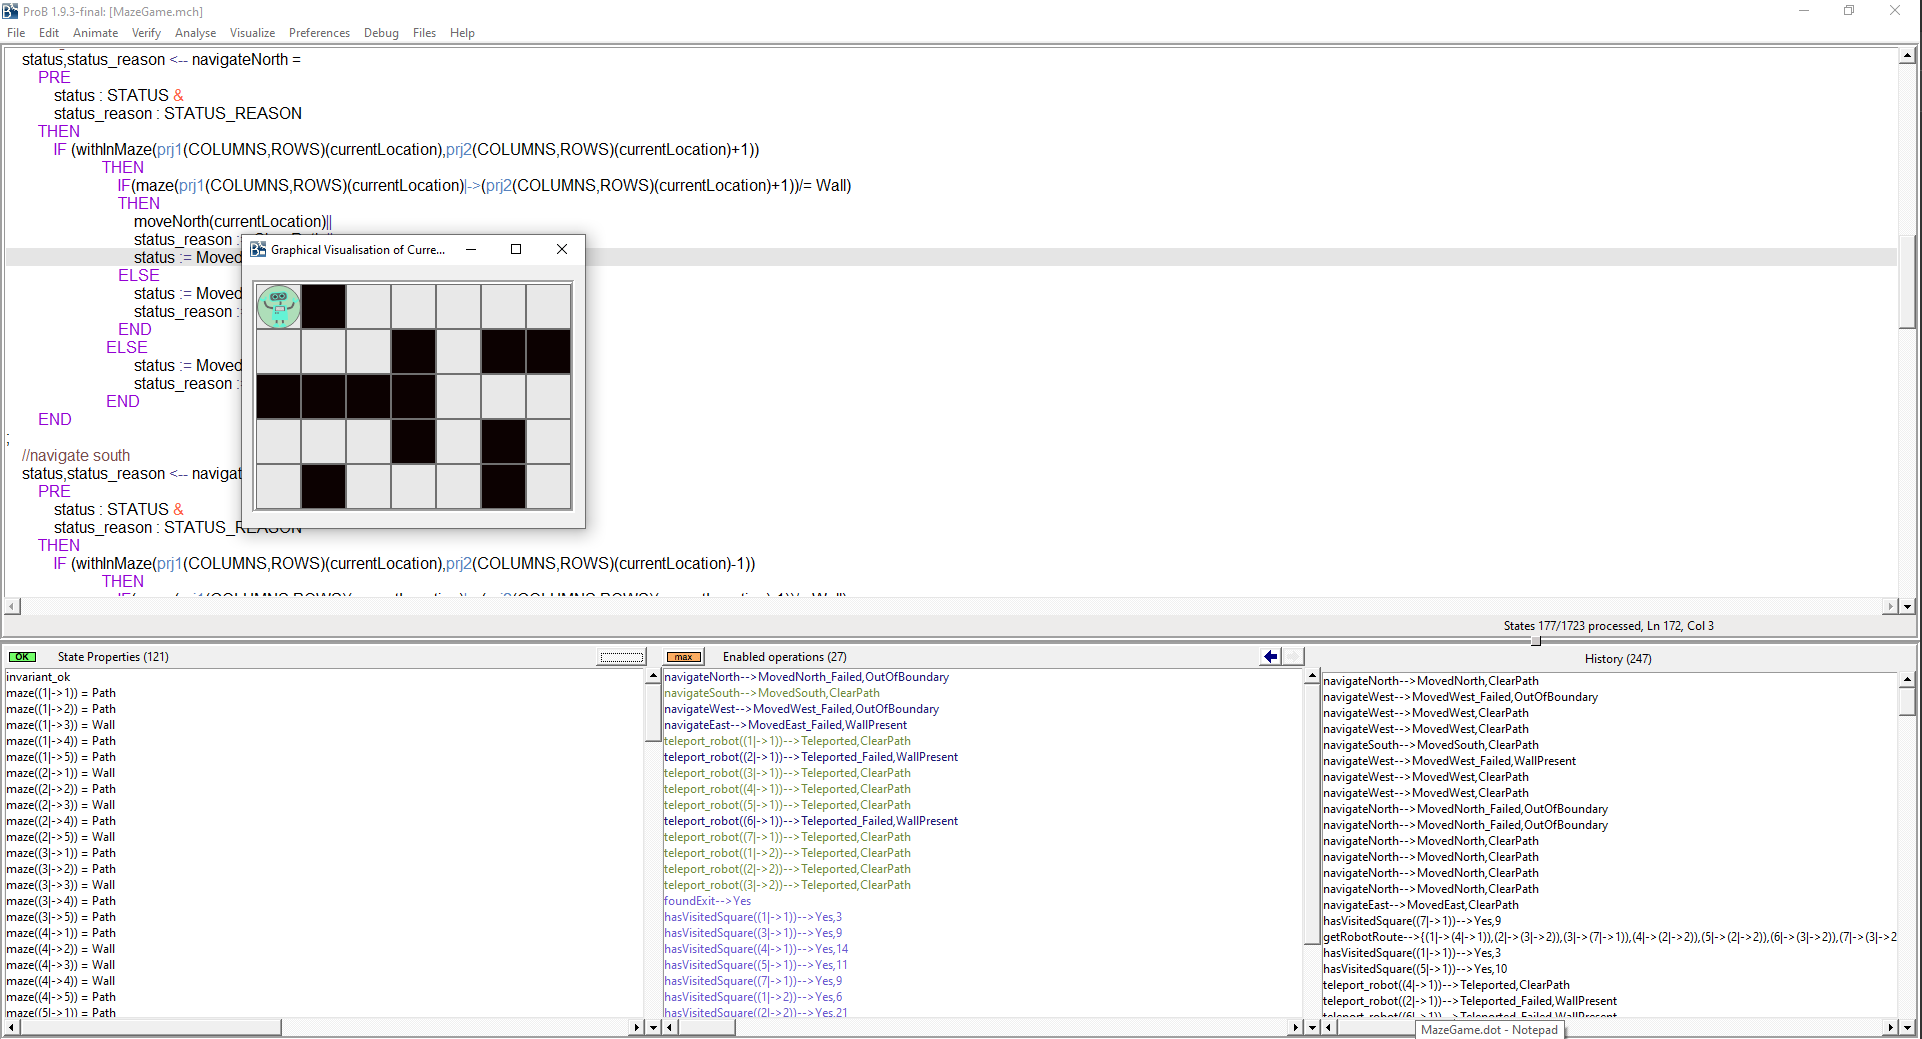 ProB 1.9.3-final: [MazeGame.mch]
File Edit Animate Verify Analyse Visualize Preferences Debug Files Help
status,status_reason <-- navigateNorth =
PRE
status : STATUS &
status_reason : STATUS_REASON
THEN
IF (withInMaze(prj1(COLUMNS,ROWS)(currentLocation),prj2(COLUMNS,ROWS)(currentLocation)+1))
THEN
IF(maze(prj1(COLUMNS,ROWS)(currentLocation)|->(prj2(COLUMNS,ROWS)(currentLocation)+1))/= Wall)
THEN
moveNorth(currentLocation)||
status_reason :
status := Moved
ELSE
status := Moved
status_reason :
END
ELSE
status := Moved
status_reason :
END
END
;
//navigate south
status,status_reason <-- navigat
PRE
status : STATUS &
status_reason : STATUS_REASON
THEN
IF (withInMaze(prj1(COLUMNS,ROWS)(currentLocation),prj2(COLUMNS,ROWS)(currentLocation)-1))
THEN
Graphical Visualisation of Curre...
States 177/1723 processed, Ln 172, Col 3
OK State Properties (121)
invariant_ok
maze((1|->1)) = Path
maze((1|->2)) = Path
maze((1|->3)) = Wall
maze((1|->4)) = Path
maze((1|->5)) = Path
maze((2|->1)) = Wall
maze((2|->2)) = Path
maze((2|->3)) = Wall
maze((2|->4)) = Path
maze((2|->5)) = Wall
maze((3|->1)) = Path
maze((3|->2)) = Path
maze((3|->3)) = Wall
maze((3|->4)) = Path
maze((3|->5)) = Path
maze((4|->1)) = Path
maze((4|->2)) = Wall
maze((4|->3)) = Wall
maze((4|->4)) = Wall
maze((4|->5)) = Path
maze((5|->1)) = Path
max Enabled operations (27)
navigateNorth-->MovedNorth_Failed,OutOfBoundary
navigateSouth-->MovedSouth,ClearPath
navigateWest-->MovedWest_Failed,OutOfBoundary
navigateEast-->MovedEast_Failed,WallPresent
teleport_robot((1|->1))-->Teleported,ClearPath
teleport_robot((2|->1))-->Teleported_Failed,WallPresent
teleport_robot((3|->1))-->Teleported,ClearPath
teleport_robot((4|->1))-->Teleported,ClearPath
teleport_robot((5|->1))-->Teleported,ClearPath
teleport_robot((6|->1))-->Teleported_Failed,WallPresent
teleport_robot((7|->1))-->Teleported,ClearPath
teleport_robot((1|->2))-->Teleported,ClearPath
teleport_robot((2|->2))-->Teleported,ClearPath
teleport_robot((3|->2))-->Teleported,ClearPath
foundExit-->Yes
hasVisitedSquare((1|->1))-->Yes,3
hasVisitedSquare((3|->1))-->Yes,9
hasVisitedSquare((4|->1))-->Yes,14
hasVisitedSquare((5|->1))-->Yes,11
hasVisitedSquare((7|->1))-->Yes,9
hasVisitedSquare((1|->2))-->Yes,6
hasVisitedSquare((2|->2))-->Yes,21
History (247)
navigateNorth-->MovedNorth,ClearPath
navigateWest-->MovedWest_Failed,OutOfBoundary
navigateWest-->MovedWest,ClearPath
navigateWest-->MovedWest,ClearPath
navigateSouth-->MovedSouth,ClearPath
navigateWest-->MovedWest_Failed,WallPresent
navigateWest-->MovedWest,ClearPath
navigateWest-->MovedWest,ClearPath
navigateNorth-->MovedNorth_Failed,OutOfBoundary
navigateNorth-->MovedNorth_Failed,OutOfBoundary
navigateNorth-->MovedNorth,ClearPath
navigateNorth-->MovedNorth,ClearPath
navigateNorth-->MovedNorth,ClearPath
navigateNorth-->MovedNorth,ClearPath
navigateEast-->MovedEast,ClearPath
hasVisitedSquare((7|->1))-->Yes,9
getRobotRoute-->{(1|->(4|->1)),(2|->(3|->2)),(3|->(7|->1)),(4|->(2|->2)),(5|->(2|->2)),(6|->(3|->2)),(7|->(3|->2
hasVisitedSquare((1|->1))-->Yes,3
hasVisitedSquare((5|->1))-->Yes,10
teleport_robot((4|->1))-->Teleported,ClearPath
teleport_robot((2|->1))-->Teleported_Failed,WallPresent
MazeGame.dot - Notepad